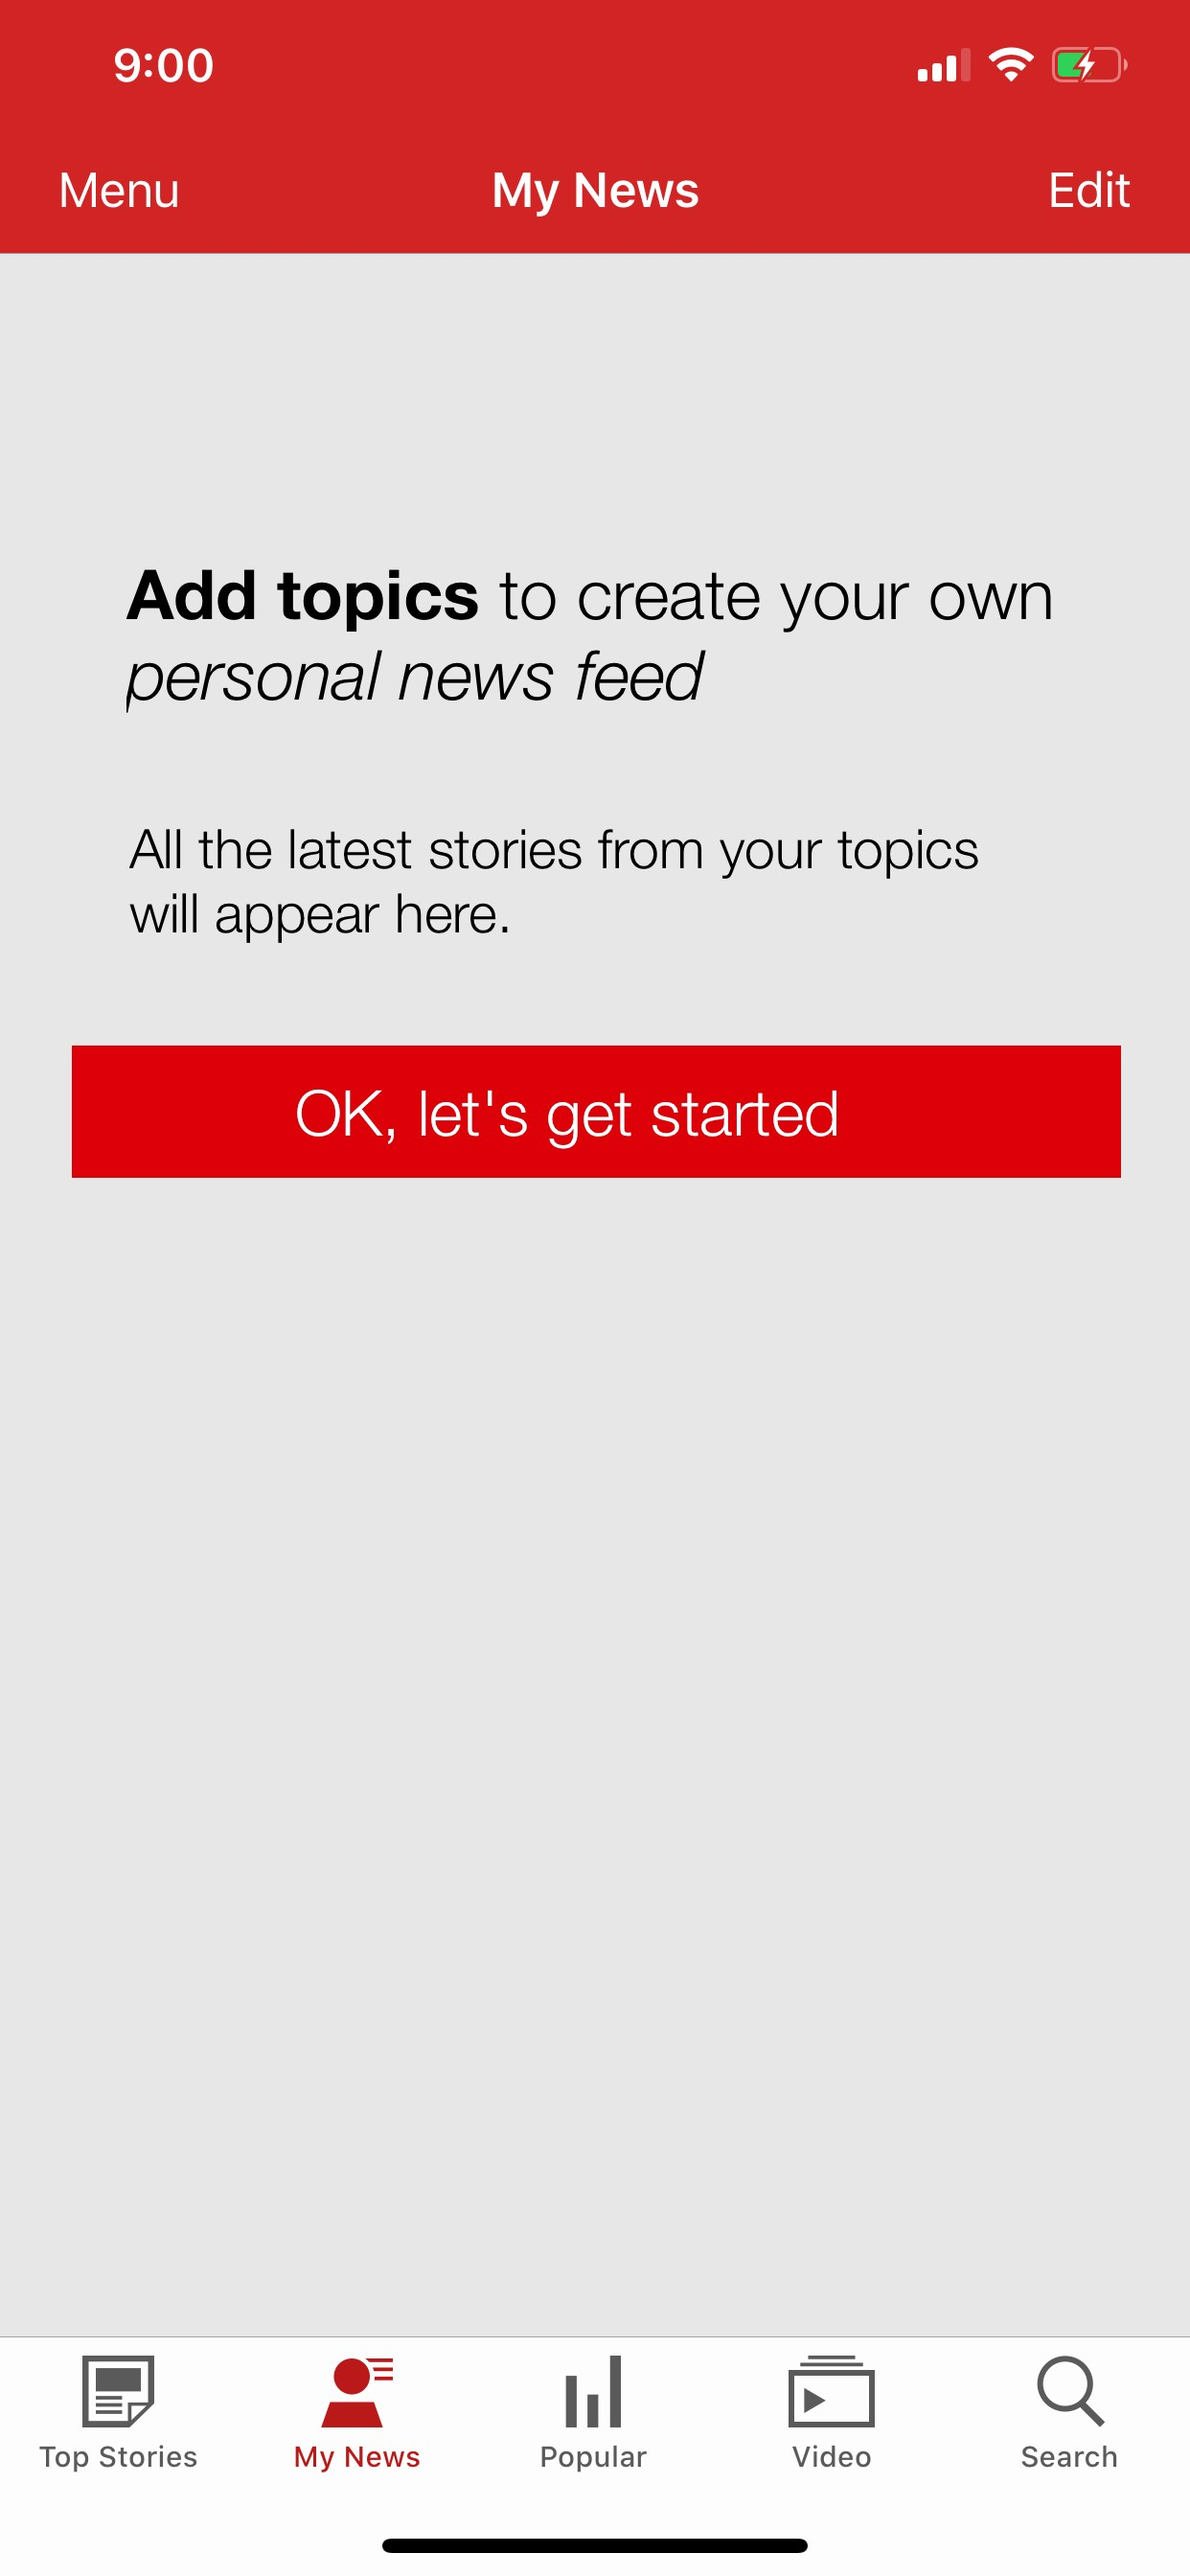 9:00
Menu My News Edit
Add topics to create your own
personal news feed
All the latest stories from your topics
will appear here.
OK, let's get started
Top Stories My News Popular Video Search